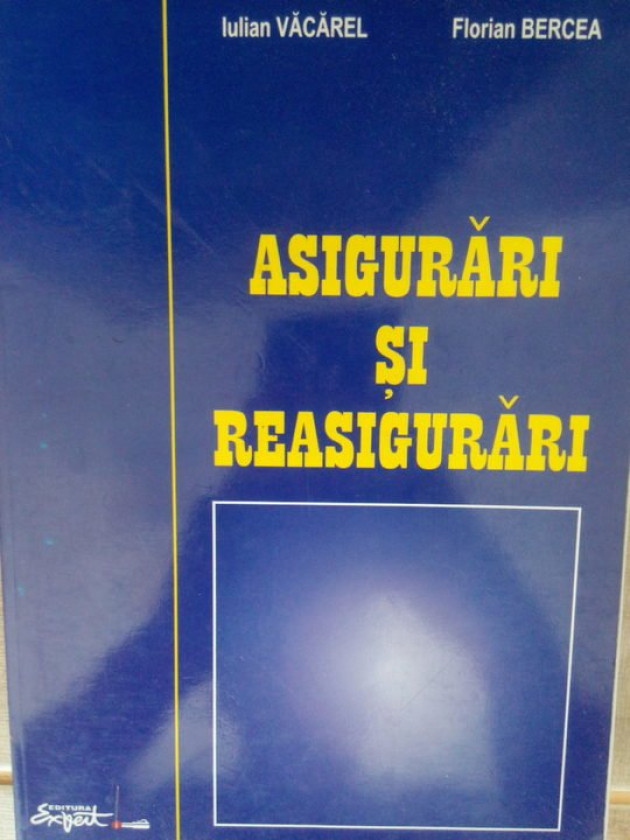 Iulian VĂCĂREL Florian BERCEA
ASIGURĂRI
ȘI
REASIGURĂRI
EDITURA
Expert